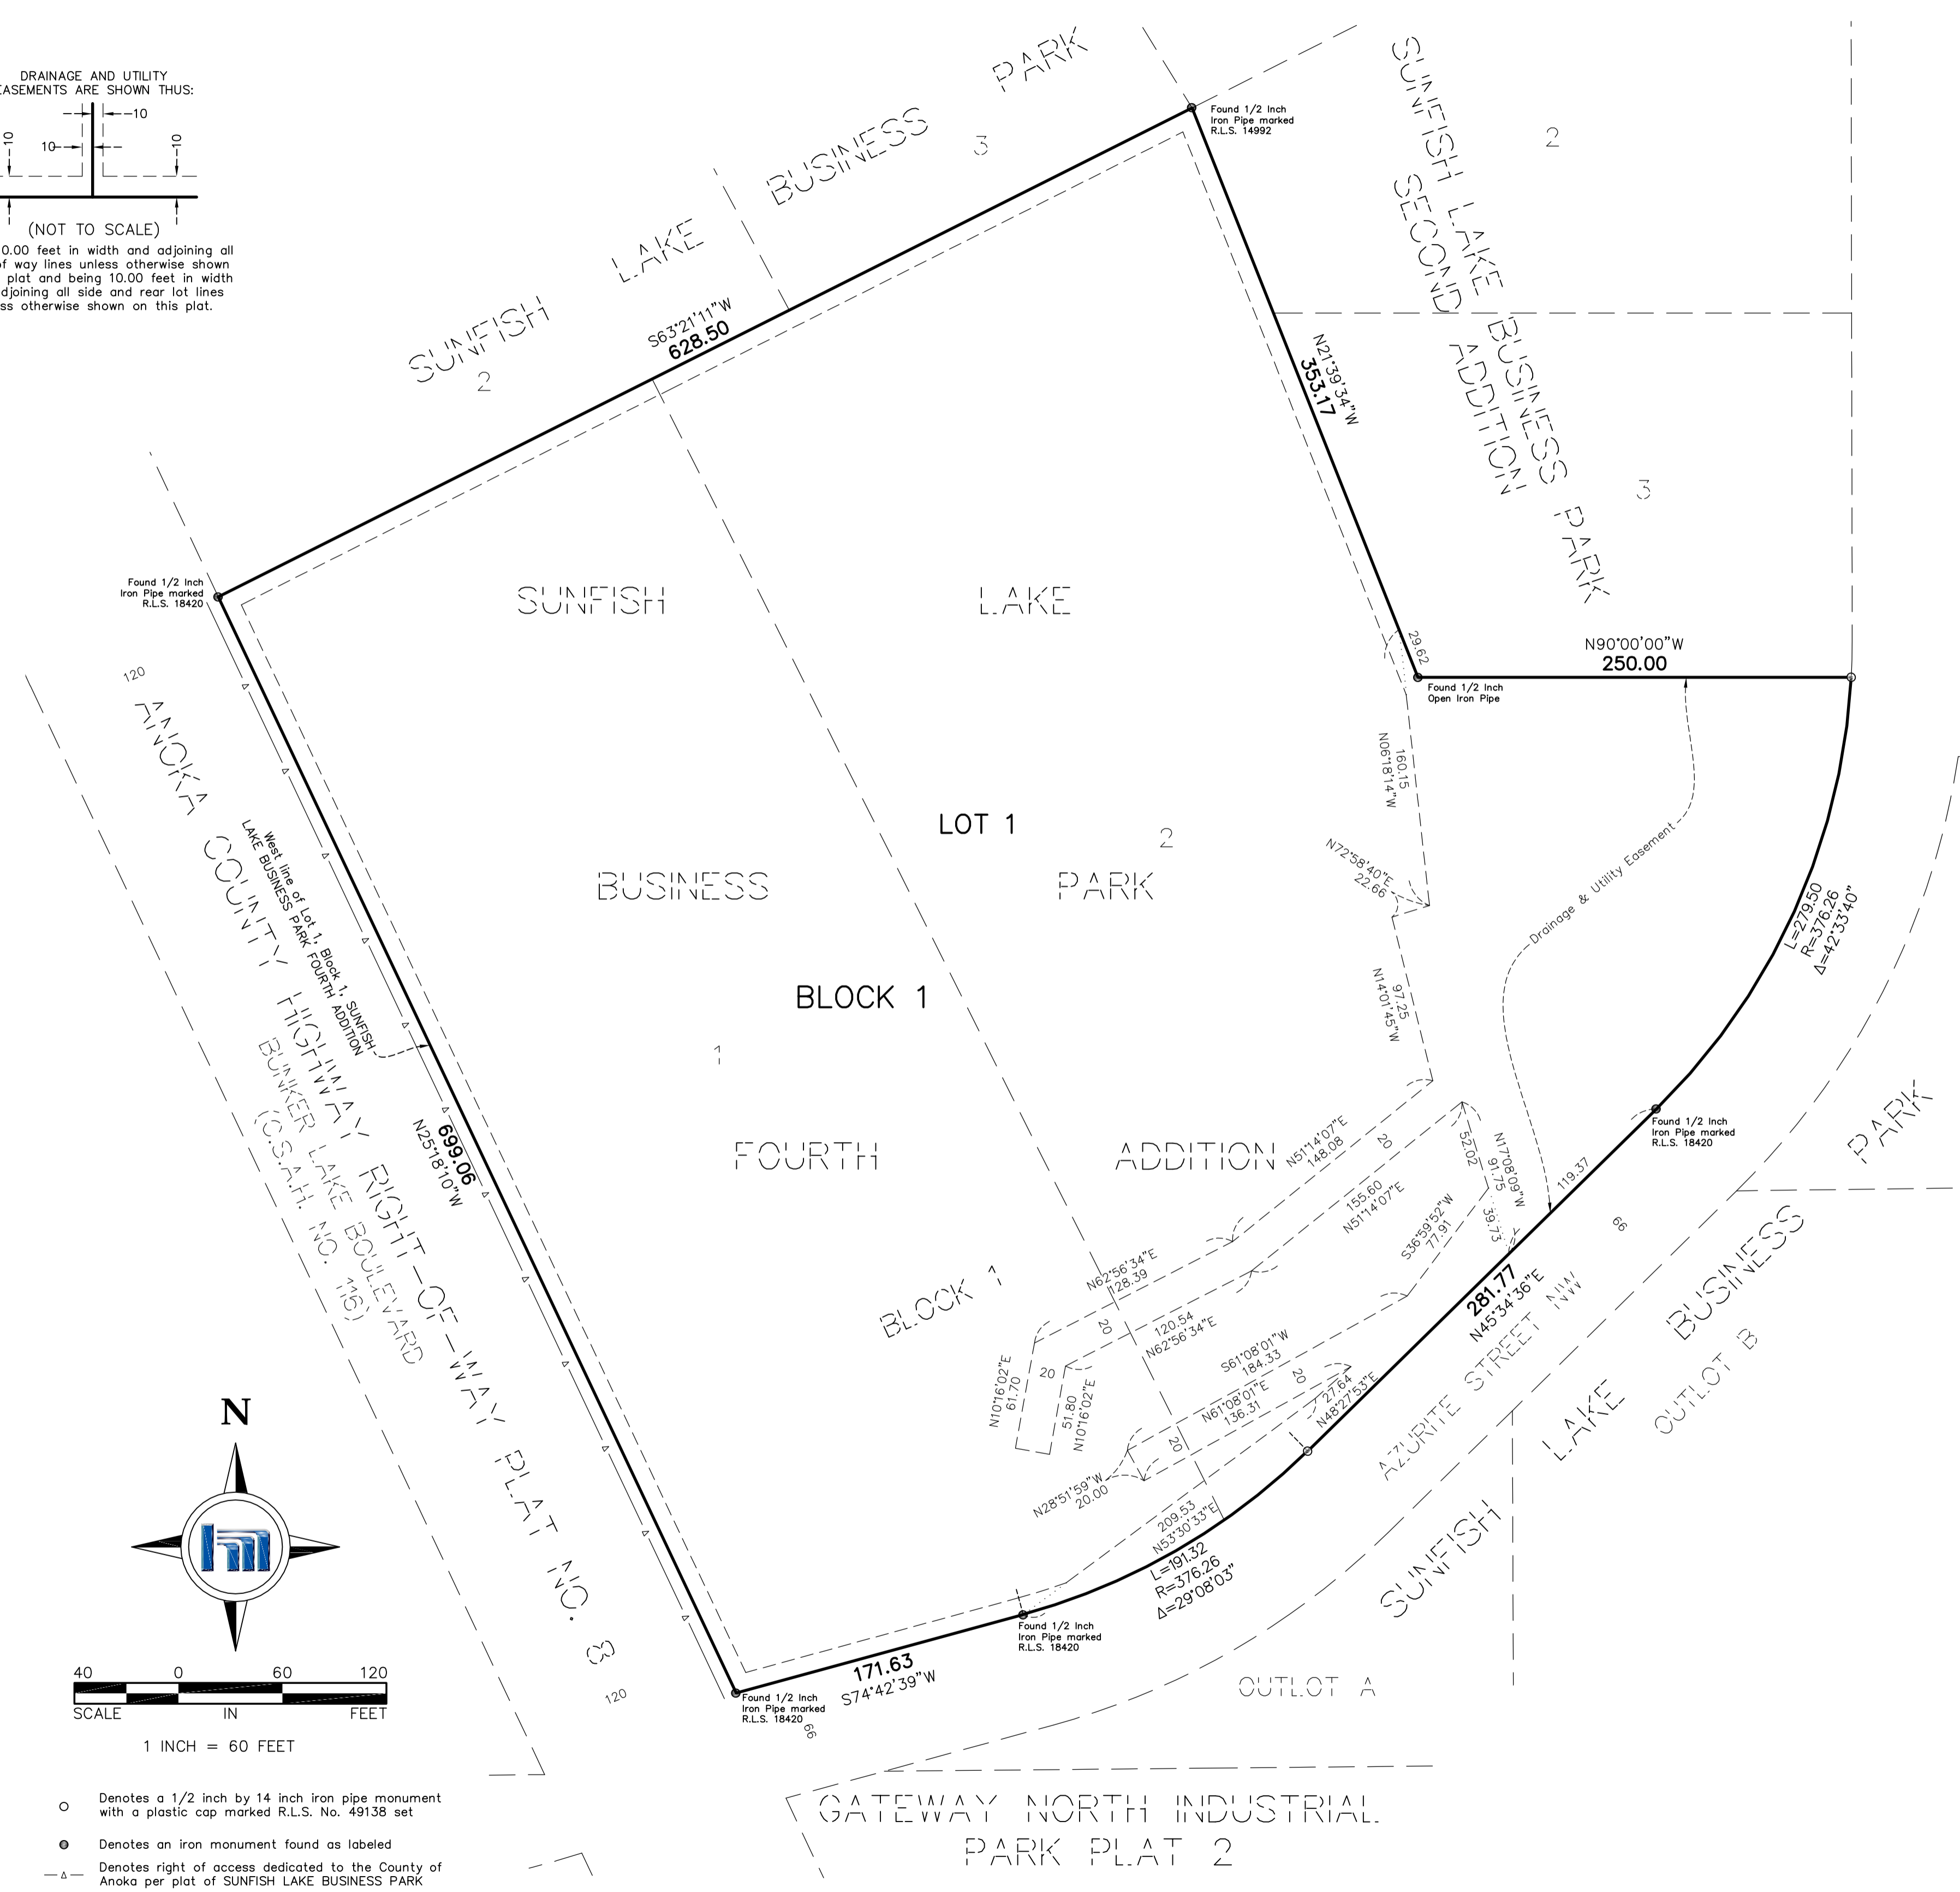 DRAINAGE AND UTILITY
EASEMENTS ARE SHOWN THUS:
10
10
10
10
(NOT TO SCALE)
0.00 feet in width and adjoining all
of way lines unless otherwise shown
plat and being 10.00 feet in width
djoining all side and rear lot lines
ss otherwise shown on this plat.
SUNFISH LAKE BUSINESS PARK
2
3
S63°21'11"W
628.50
Found 1/2 Inch
Iron Pipe marked
R.L.S. 14992
SUNFISH LAKE BUSINESS PARK
SECOND ADDITION
2
3
N21°39'34"W
353.17
29.62
N90°00'00"W
250.00
Found 1/2 Inch
Open Iron Pipe
Found 1/2 Inch
Iron Pipe marked
R.L.S. 18420
120
ANOKA COUNTY HIGHWAY RIGHT-OF-WAY PLAT NO. 3
BUNKER LAKE BOULEVARD
(C.S.A.H. NO. 116)
West line of Lot 1, Block 1, SUNFISH
LAKE BUSINESS PARK FOURTH ADDITION
699.06
N25°18'10"W
SUNFISH LAKE
LOT 1
2
BUSINESS PARK
BLOCK 1
1
FOURTH ADDITION
BLOCK 1
160.15
N06°18'14"W
N72°58'40"E
22.66
97.25
N14°01'45"W
Drainage & Utility Easement
L=279.50
R=376.26
Δ=42°33'40"
Found 1/2 Inch
Iron Pipe marked
R.L.S. 18420
N51°14'07"E
148.08
20
155.60
N51°14'07"E
52.02
N17°08'09"W
91.75
39.73
119.37
S36°59'52"W
77.91
66
N62°56'34"E
128.39
20
120.54
N62°56'34"E
281.77
N45°34'36"E
AZURITE STREET NW
S61°08'01"W
184.33
N10°16'02"E
61.70
20
51.80
N10°16'02"E
N61°08'01"E
136.31
20
27.64
N48°27'53"E
20
N28°51'59"W
20.00
209.53
N53°30'33"E
L=191.32
R=376.26
Δ=29°08'03"
SUNFISH LAKE BUSINESS PARK
OUTLOT B
OUTLOT A
Found 1/2 Inch
Iron Pipe marked
R.L.S. 18420
171.63
S74°42'39"W
Found 1/2 Inch
Iron Pipe marked
R.L.S. 18420
66
120
GATEWAY NORTH INDUSTRIAL
PARK PLAT 2
N
40 0 60 120
SCALE IN FEET
1 INCH = 60 FEET
Denotes a 1/2 inch by 14 inch iron pipe monument
with a plastic cap marked R.L.S. No. 49138 set
Denotes an iron monument found as labeled
Denotes right of access dedicated to the County of
Anoka per plat of SUNFISH LAKE BUSINESS PARK